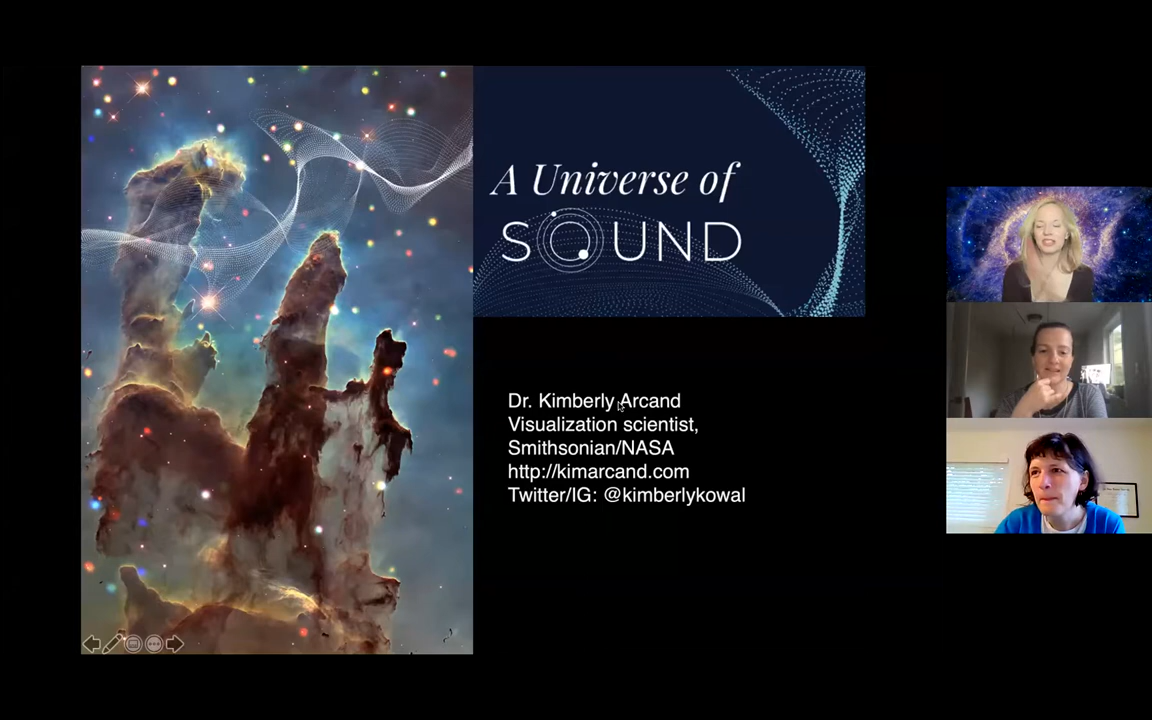 A Universe of
SOUND
Dr. Kimberly Arcand
Visualization scientist,
Smithsonian/NASA
http://kimarcand.com
Twitter/IG: @kimberlykowal